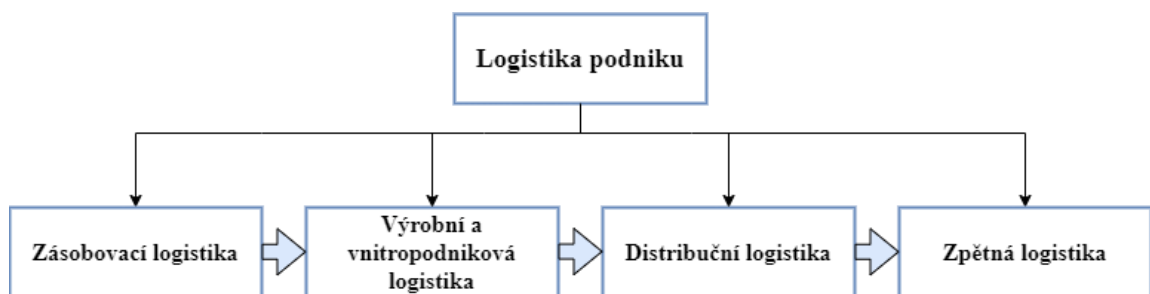 Logistika podniku
Zásobovací logistika
Výrobní a
vnitropodniková
logistika
Distribuční logistika
Zpětná logistika